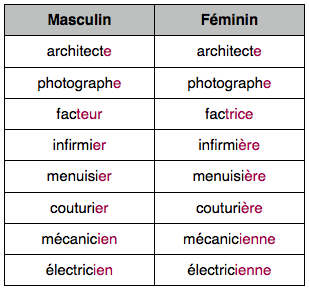 Masculin Féminin
architecte architecte
photographe photographe
facteur factrice
infirmier infirmière
menuisier menuisière
couturier couturière
mécanicien mécanicienne
électricien électricienne